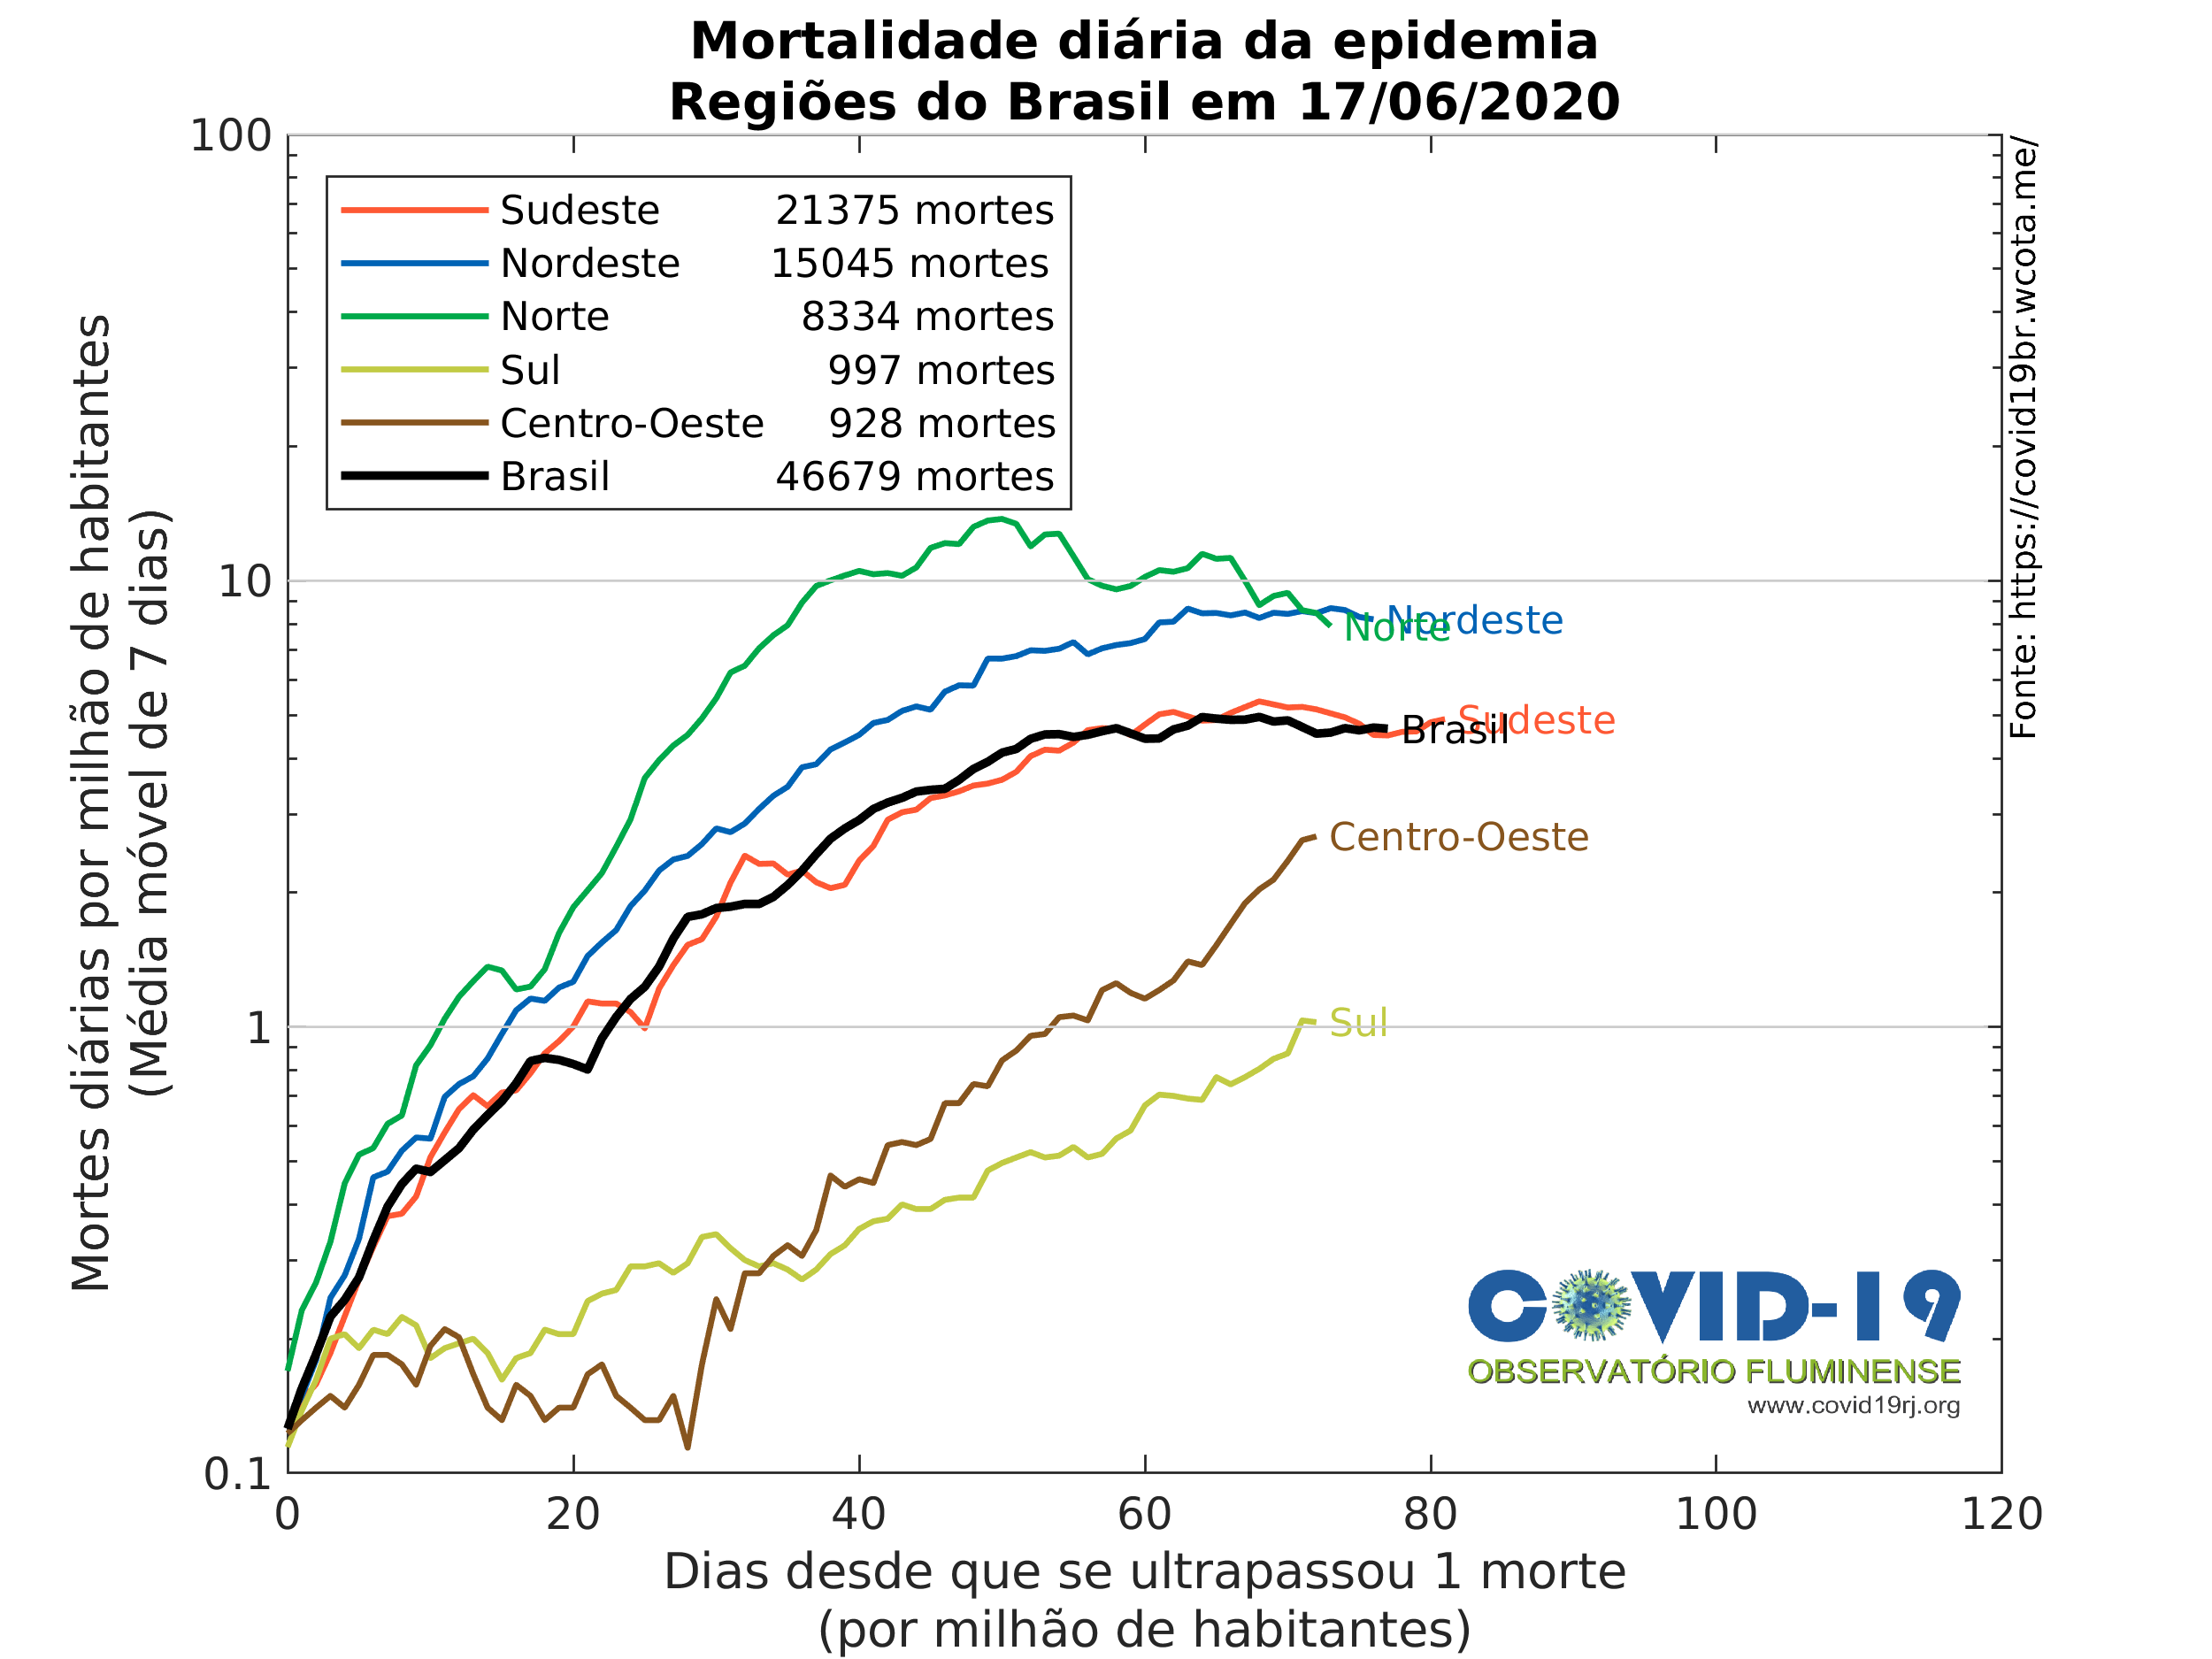 Mortalidade diária da epidemia
Regiões do Brasil em 17/06/2020
Mortes diárias por milhão de habitantes
(Média móvel de 7 dias)
100
10
1
0.1
Sudeste 21375 mortes
Nordeste 15045 mortes
Norte 8334 mortes
Sul 997 mortes
Centro-Oeste 928 mortes
Brasil 46679 mortes
Nordeste
Norte
Sudeste
Brasil
Centro-Oeste
Sul
Fonte: https://covid19br.wcota.me/
COVID-19
OBSERVATÓRIO FLUMINENSE
www.covid19rj.org
0 20 40 60 80 100 120
Dias desde que se ultrapassou 1 morte
(por milhão de habitantes)